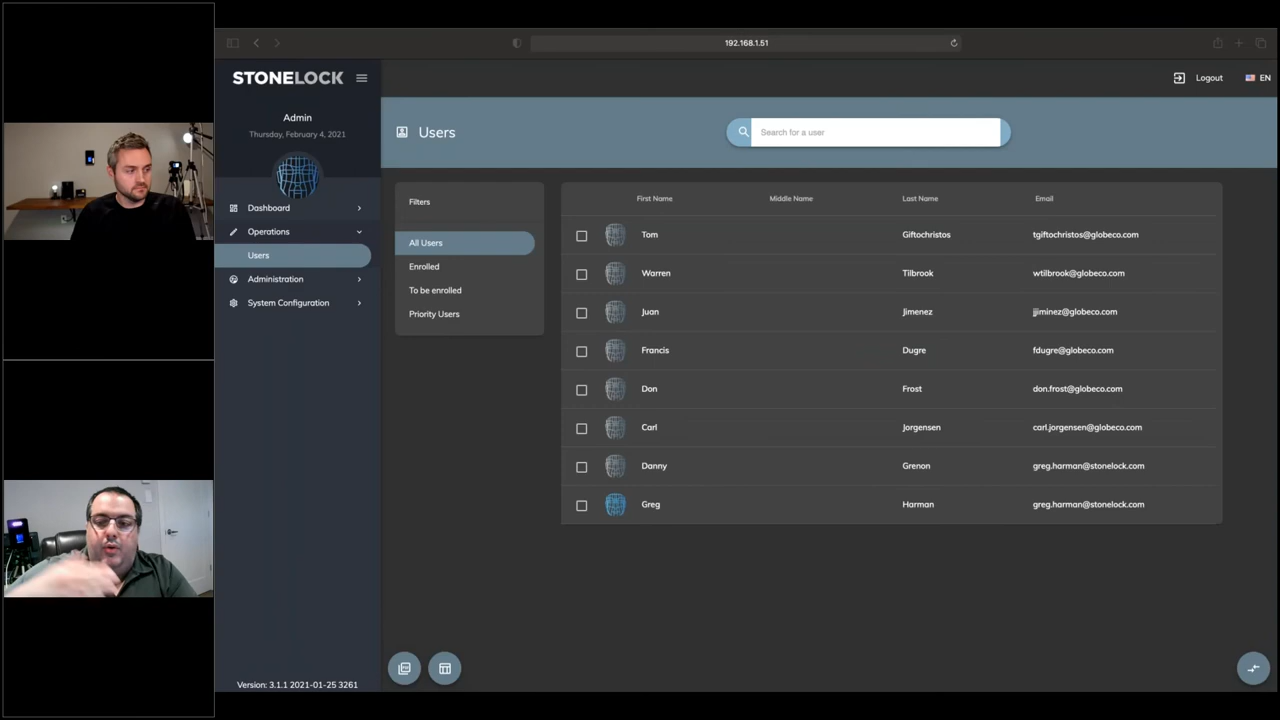 192.168.1.51
STONELOCK
Logout
EN
Admin
Thursday, February 4, 2021
Dashboard
Operations
Users
Administration
System Configuration
Version: 3.1.1 2021-01-25 3261
Users
Search for a user
Filters
All Users
Enrolled
To be enrolled
Priority Users
First Name Middle Name Last Name Email
Tom Giftochristos tgiftochristos@globeco.com
Warren Tilbrook wtilbrook@globeco.com
Juan Jimenez jjiminez@globeco.com
Francis Dugre fdugre@globeco.com
Don Frost don.frost@globeco.com
Carl Jorgensen carl.jorgensen@globeco.com
Danny Grenon greg.harman@stonelock.com
Greg Harman greg.harman@stonelock.com